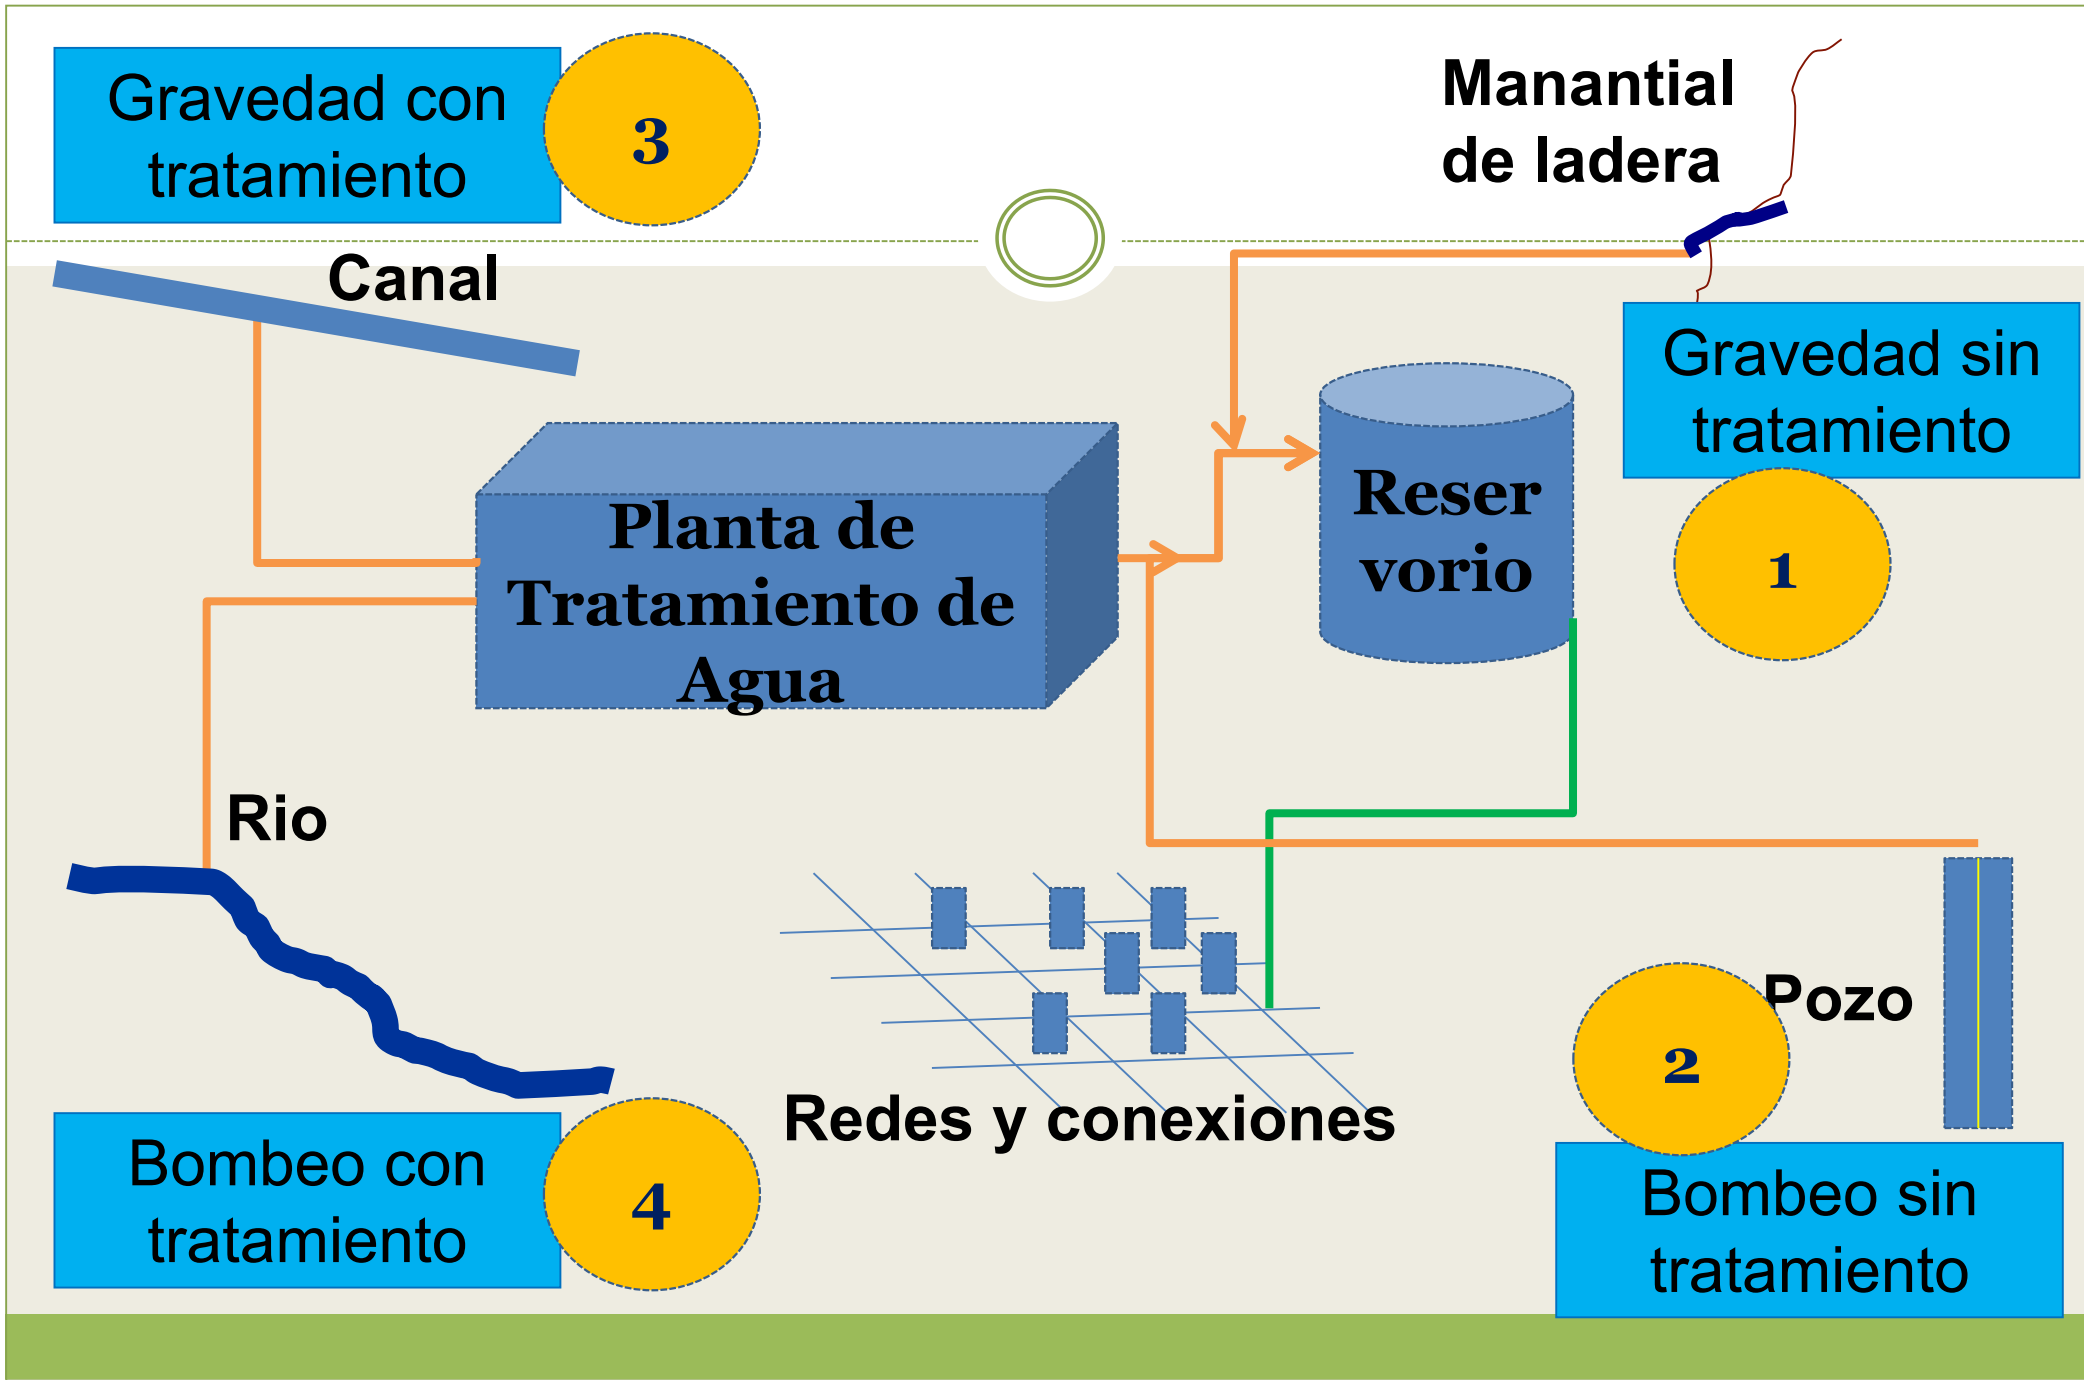 Gravedad con
tratamiento
3
Manantial
de ladera
Canal
Gravedad sin
tratamiento
1
Planta de
Tratamiento de
Agua
Reser
vorio
Rio
Pozo
2
Redes y conexiones
Bombeo con
tratamiento
4
Bombeo sin
tratamiento